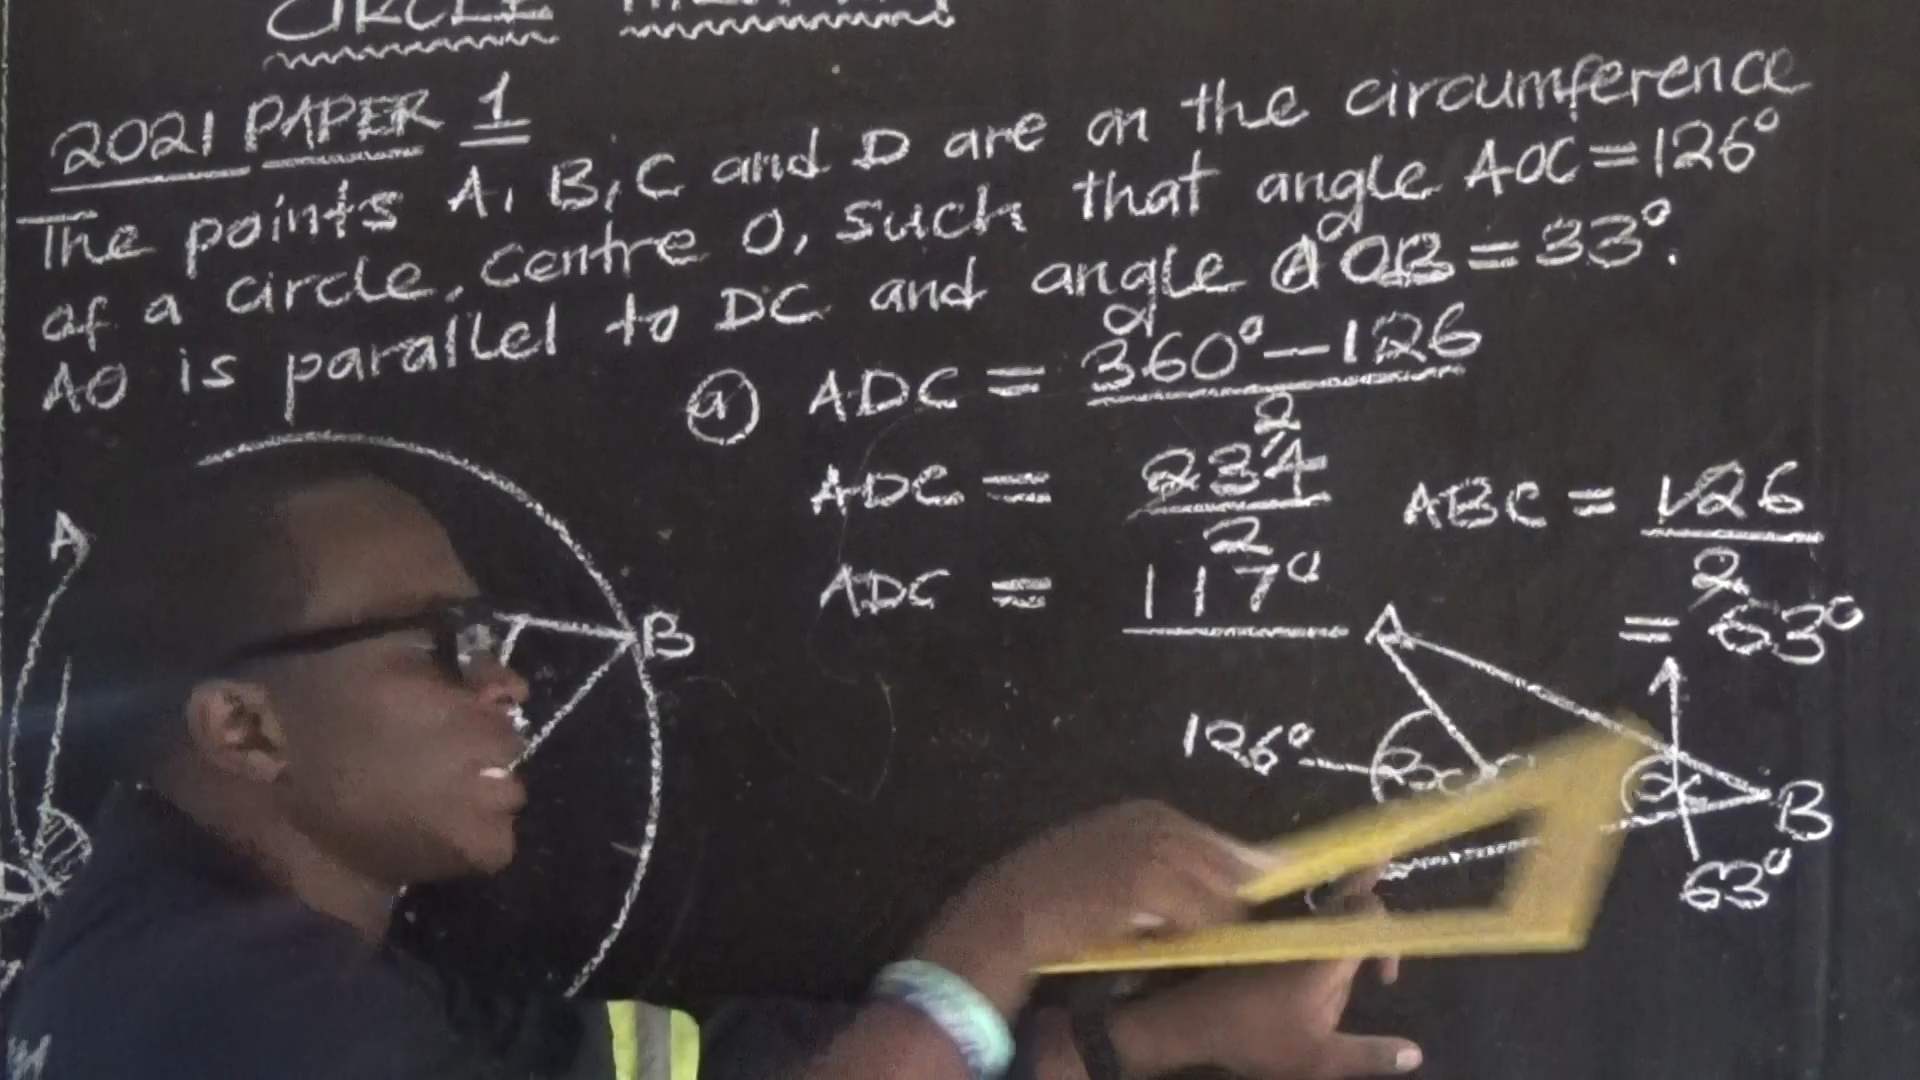 CIRCLE
2021 PAPER 1
The points A, B, C and D are on the circumference
of a circle, centre O, such that angle AOC = 126°
AO is parallel to DC and angle AOB = 33°.
(a) ADC = 360° - 126
2
ADC = 234
2
ADC = 117°
ABC = 126
2
= 63°
A
B
A
126°
B
63°